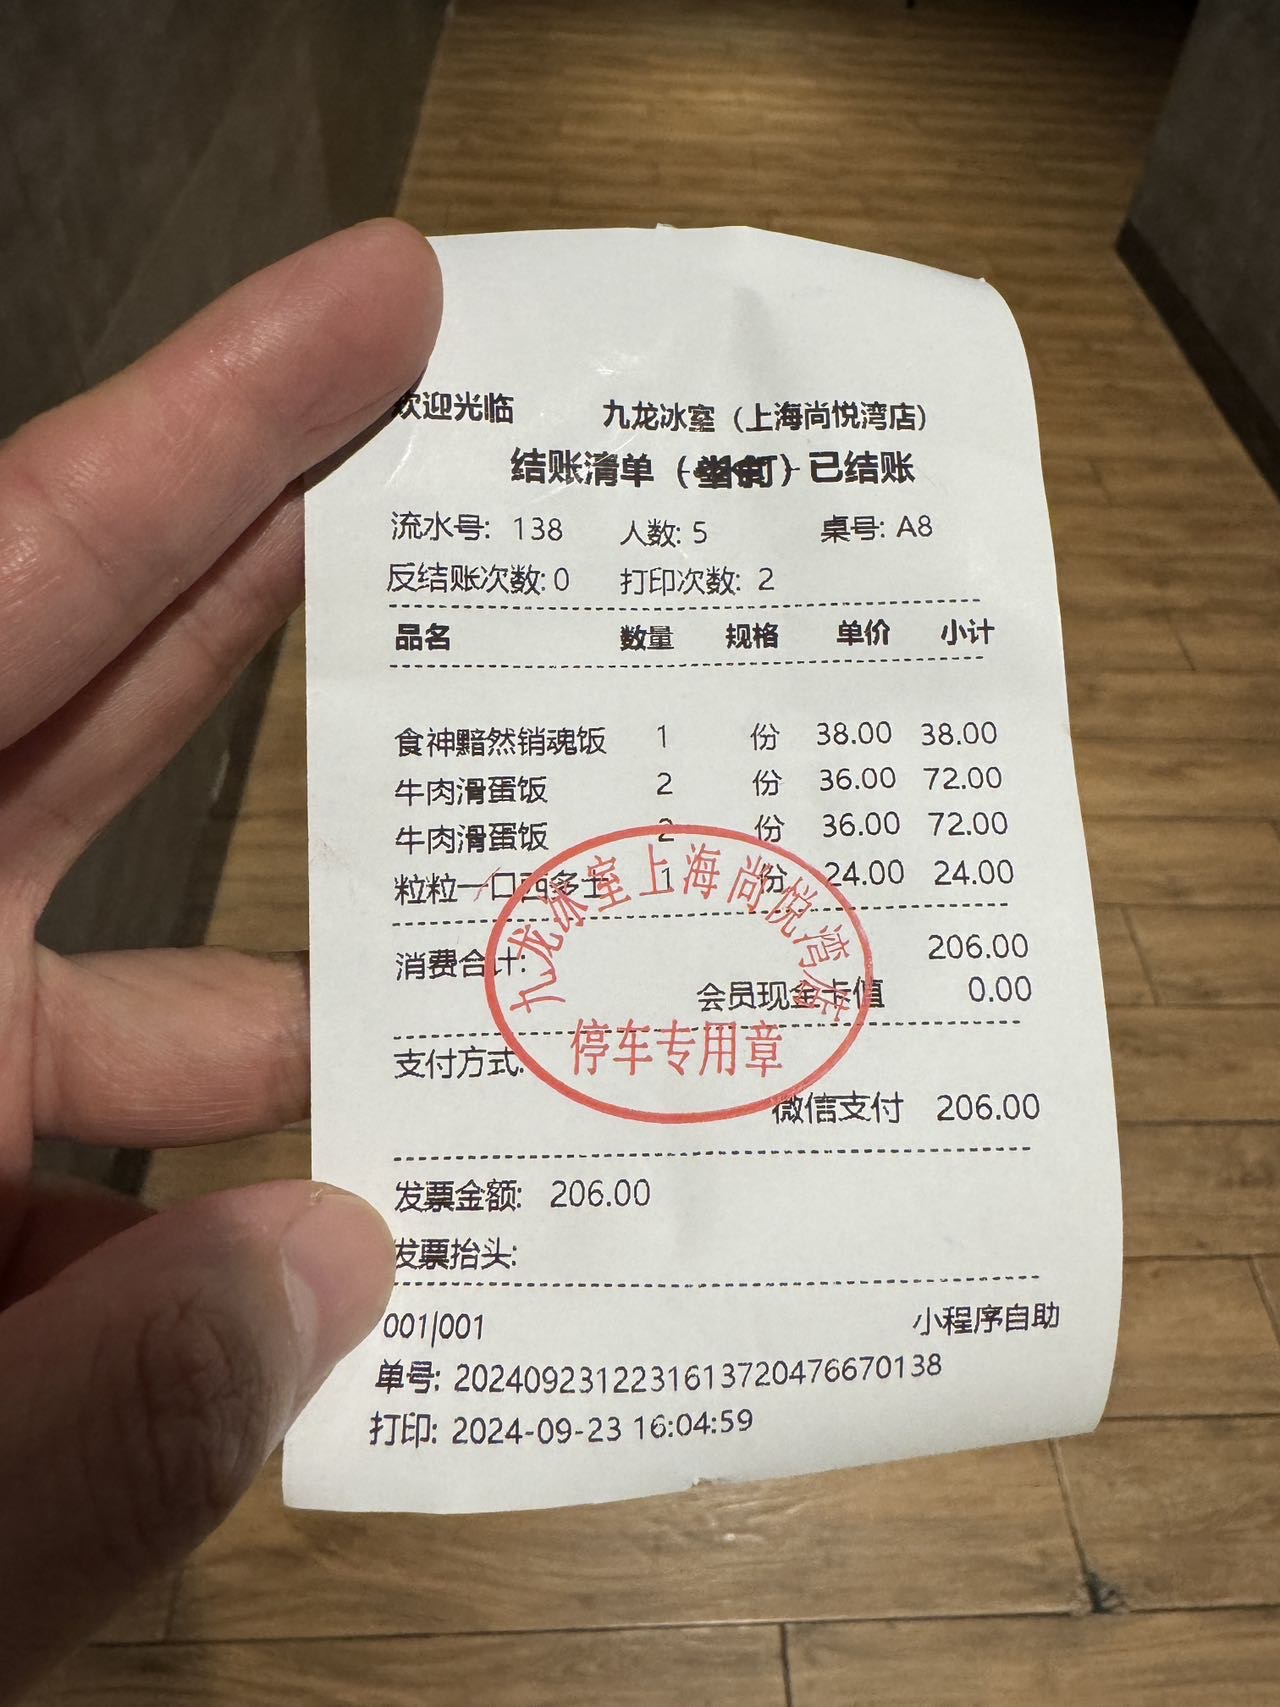 欢迎光临 九龙冰室（上海尚悦湾店）
结账清单 已结账
流水号: 138 人数: 5 桌号: A8
反结账次数: 0 打印次数: 2
品名 数量 规格 单价 小计
食神黯然销魂饭 1 份 38.00 38.00
牛肉滑蛋饭 2 份 36.00 72.00
牛肉滑蛋饭 2 份 36.00 72.00
粒粒一口西多士 1 份 24.00 24.00
九龙冰室上海尚悦湾店
停车专用章
消费合计: 206.00
会员现金卡值 0.00
支付方式:
微信支付 206.00
发票金额: 206.00
发票抬头:
001|001 小程序自助
单号: 2024092312231613720476670138
打印: 2024-09-23 16:04:59